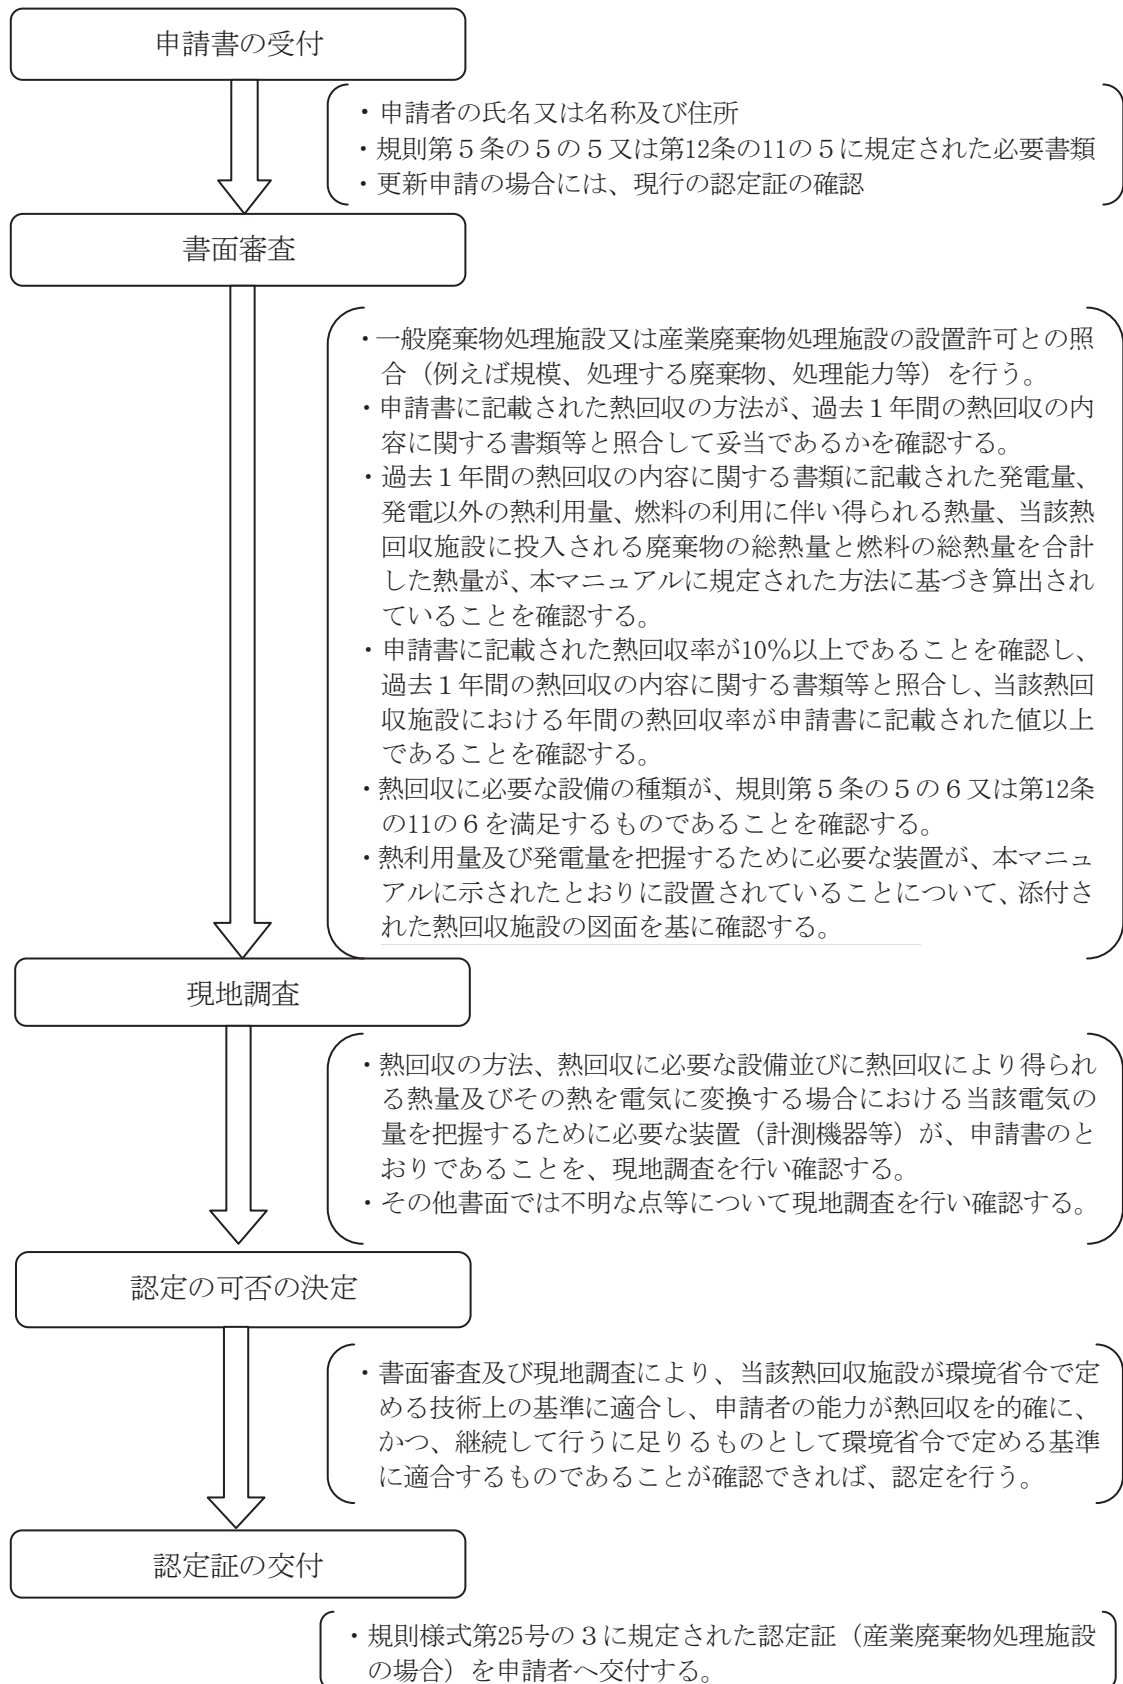 申請書の受付
・申請者の氏名又は名称及び住所
・規則第５条の５の５又は第12条の11の５に規定された必要書類
・更新申請の場合には、現行の認定証の確認
書面審査
・一般廃棄物処理施設又は産業廃棄物処理施設の設置許可との照
合（例えば規模、処理する廃棄物、処理能力等）を行う。
・申請書に記載された熱回収の方法が、過去１年間の熱回収の内
容に関する書類等と照合して妥当であるかを確認する。
・過去１年間の熱回収の内容に関する書類に記載された発電量、
発電以外の熱利用量、燃料の利用に伴い得られる熱量、当該熱
回収施設に投入される廃棄物の総熱量と燃料の総熱量を合計
した熱量が、本マニュアルに規定された方法に基づき算出され
ていることを確認する。
・申請書に記載された熱回収率が10％以上であることを確認し、
過去１年間の熱回収の内容に関する書類等と照合し、当該熱回
収施設における年間の熱回収率が申請書に記載された値以上
であることを確認する。
・熱回収に必要な設備の種類が、規則第５条の５の６又は第12条
の11の６を満足するものであることを確認する。
・熱利用量及び発電量を把握するために必要な装置が、本マニュ
アルに示されたとおりに設置されていることについて、添付さ
れた熱回収施設の図面を基に確認する。
現地調査
・熱回収の方法、熱回収に必要な設備並びに熱回収により得られ
る熱量及びその熱を電気に変換する場合における当該電気の
量を把握するために必要な装置（計測機器等）が、申請書のと
おりであることを、現地調査を行い確認する。
・その他書面では不明な点等について現地調査を行い確認する。
認定の可否の決定
・書面審査及び現地調査により、当該熱回収施設が環境省令で定
める技術上の基準に適合し、申請者の能力が熱回収を的確に、
かつ、継続して行うに足りるものとして環境省令で定める基準
に適合するものであることが確認できれば、認定を行う。
認定証の交付
・規則様式第25号の３に規定された認定証（産業廃棄物処理施設
の場合）を申請者へ交付する。